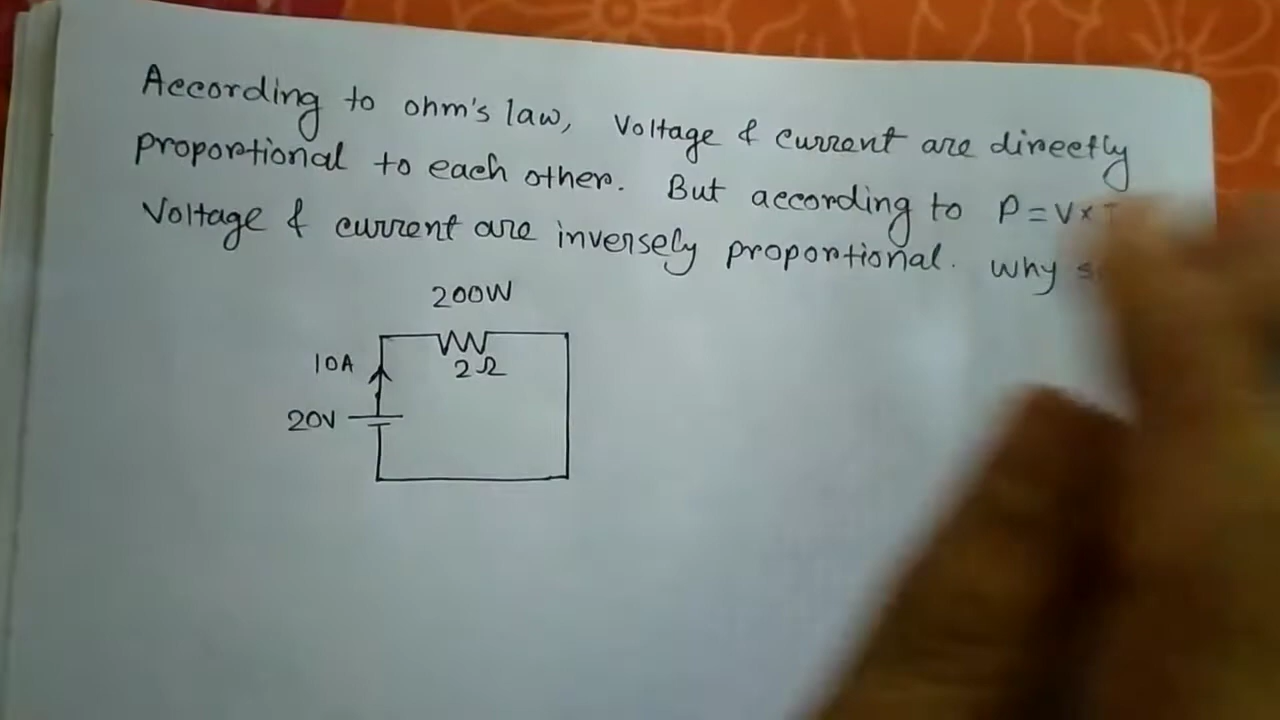 According to ohm's law, Voltage & current are directly
proportional to each other. But according to P = V ×
Voltage & current are inversely proportional. Why
200W
10A
2Ω
20V